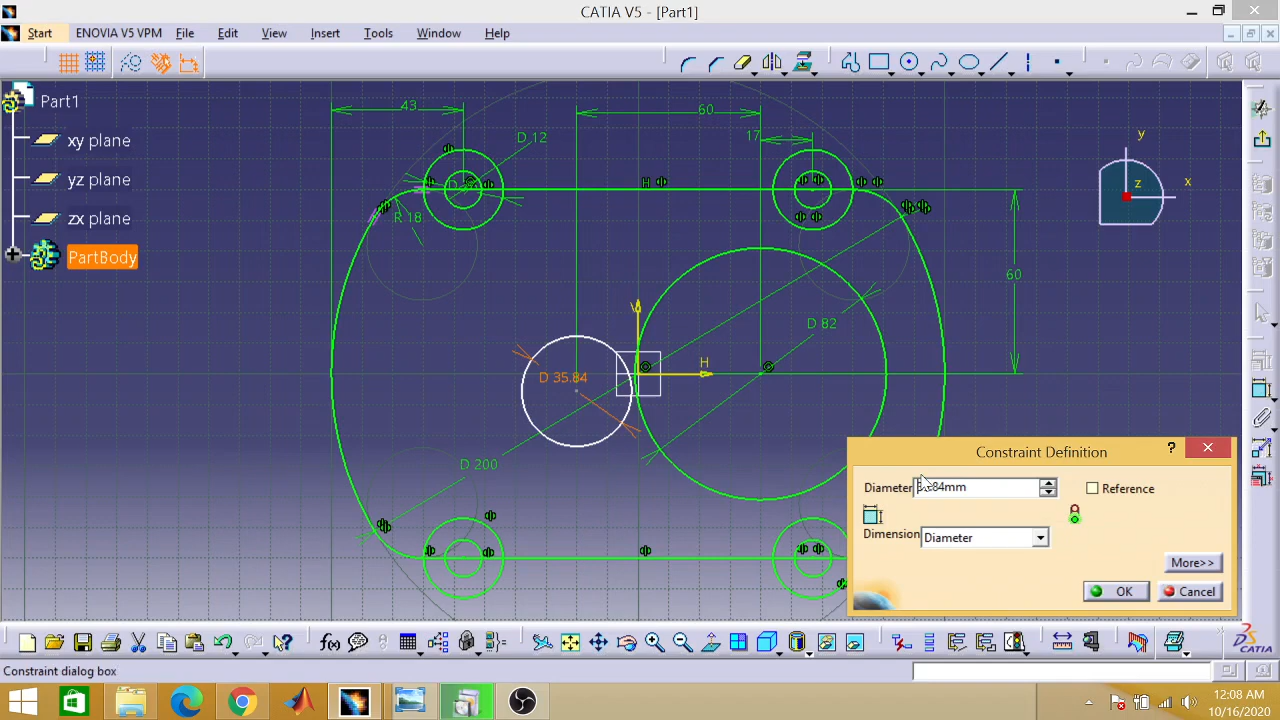 CATIA V5 - [Part1]
Start ENOVIA V5 VPM File Edit View Insert Tools Window Help
Part1
xy plane
yz plane
zx plane
PartBody
43
60
17
D 12
H
R 18
60
D 82
V
H
D 35.84
D 200
y
x
z
Constraint Definition
? X
Diameter 35.84mm
Reference
Dimension Diameter
More>>
OK Cancel
f(x)
CATIA
Constraint dialog box
12:08 AM
10/16/2020